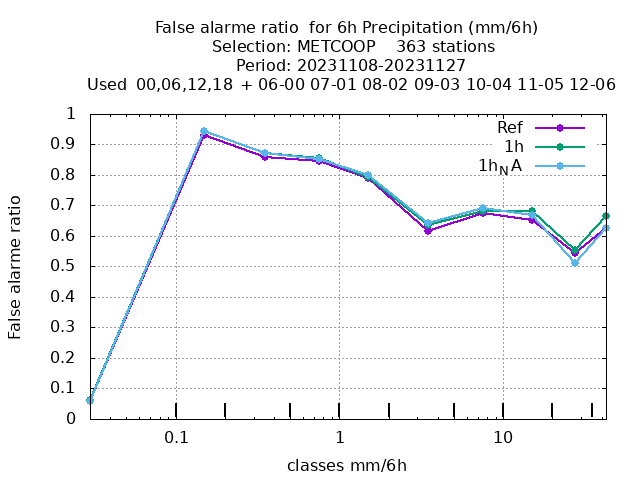 False alarme ratio  for 6h Precipitation (mm/6h)
Selection: METCOOP    363 stations
Period: 20231108-20231127
Used  00,06,12,18  + 06-00 07-01 08-02 09-03 10-04 11-05 12-06
Ref
1h
1h_N A
False alarme ratio
1
0.9
0.8
0.7
0.6
0.5
0.4
0.3
0.2
0.1
0
0.1 1 10
classes mm/6h